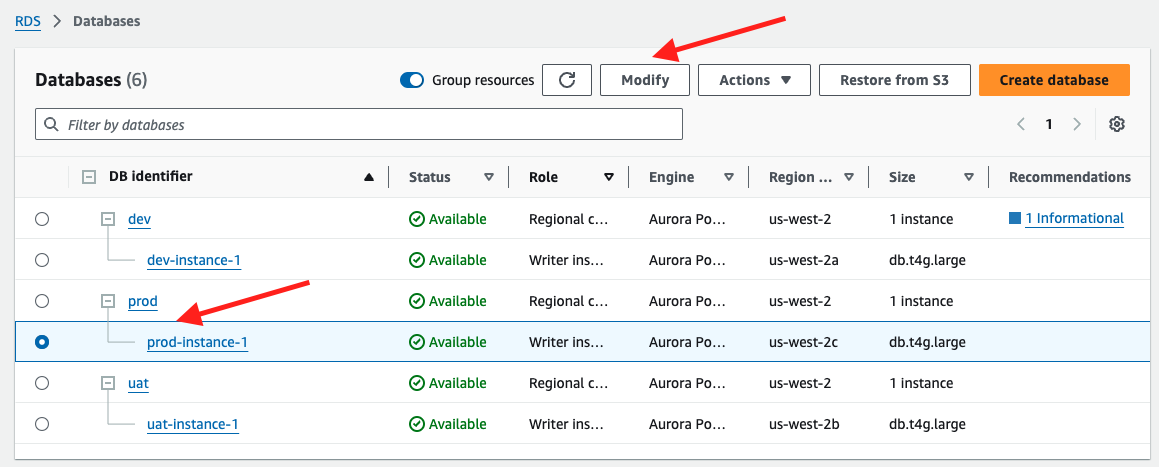 RDS > Databases
Databases (6) Group resources Modify Actions Restore from S3 Create database
Filter by databases 1
DB identifier Status Role Engine Region ... Size Recommendations
dev Available Regional c... Aurora Po... us-west-2 1 instance 1 Informational
dev-instance-1 Available Writer ins... Aurora Po... us-west-2a db.t4g.large
prod Available Regional c... Aurora Po... us-west-2 1 instance
prod-instance-1 Available Writer ins... Aurora Po... us-west-2c db.t4g.large
uat Available Regional c... Aurora Po... us-west-2 1 instance
uat-instance-1 Available Writer ins... Aurora Po... us-west-2b db.t4g.large